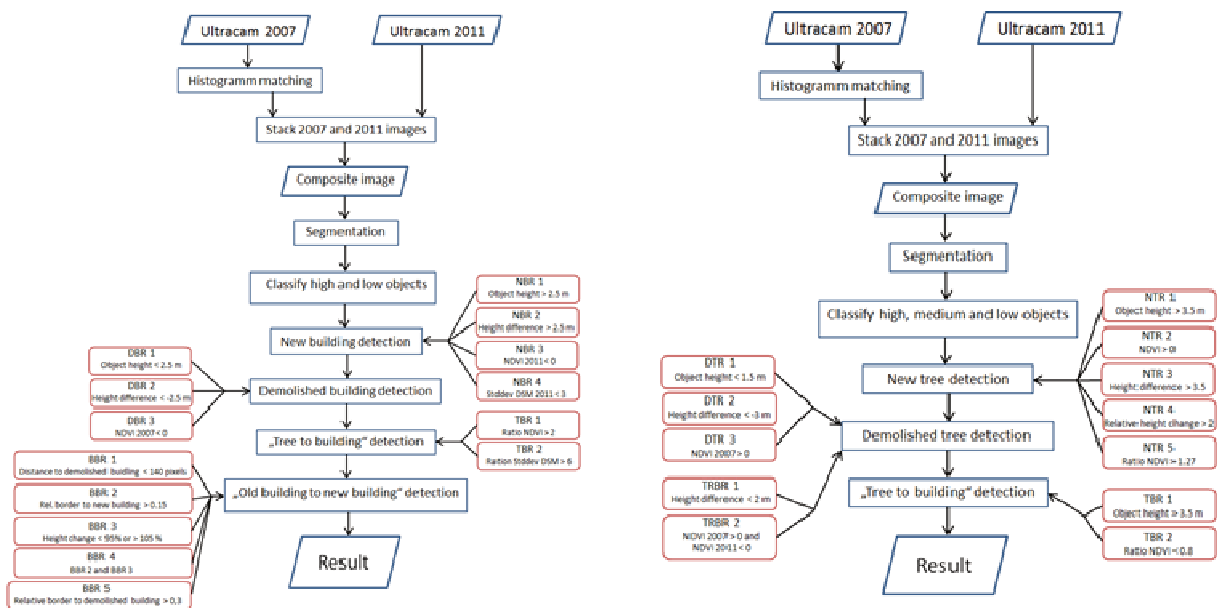 Ultracam 2007
Ultracam 2011
Histogramm matching
Stack 2007 and 2011 images
Composite image
Segmentation
Classify high and low objects
NBR 1
Object height > 2.5 m
NBR 2
Height difference > 2.5 m
NBR 3
NDVI 2011 < 0
NBR 4
Stddev DSM 2011 < 3
New building detection
DBR 1
Object height < 2.5 m
DBR 2
Height difference < -2.5 m
DBR 3
NDVI 2007 < 0
Demolished building detection
„Tree to building“ detection
TBR 1
Ratio NDVI > 2
TBR 2
Raition Stddev DSM > 6
BBR 1
Distance to demolished building < 140 pixels
BBR 2
Rel. border to new building > 0.15
BBR 3
Height change < 95% or > 105 %
BBR 4
BBR 2 and BBR 3
BBR 5
Relative border to demolished building > 0,3
„Old building to new building“ detection
Result
Ultracam 2007
Ultracam 2011
Histogramm matching
Stack 2007 and 2011 images
Composite image
Segmentation
Classify high, medium and low objects
NTR 1
Object height > 3.5 m
NTR 2
NDVI > 0
NTR 3
Height difference > 3.5
NTR 4
Relative height change > 2
NTR 5
Ratio NDVI > 1.27
New tree detection
DTR 1
Object height < 1.5 m
DTR 2
Height difference < -3 m
DTR 3
NDVI 2007 > 0
Demolished tree detection
TRBR 1
Height difference < 2 m
TRBR 2
NDVI 2007 > 0 and
NDVI 2011 < 0
„Tree to building“ detection
TBR 1
Object height > 3.5 m
TBR 2
Ratio NDVI < 0.8
Result